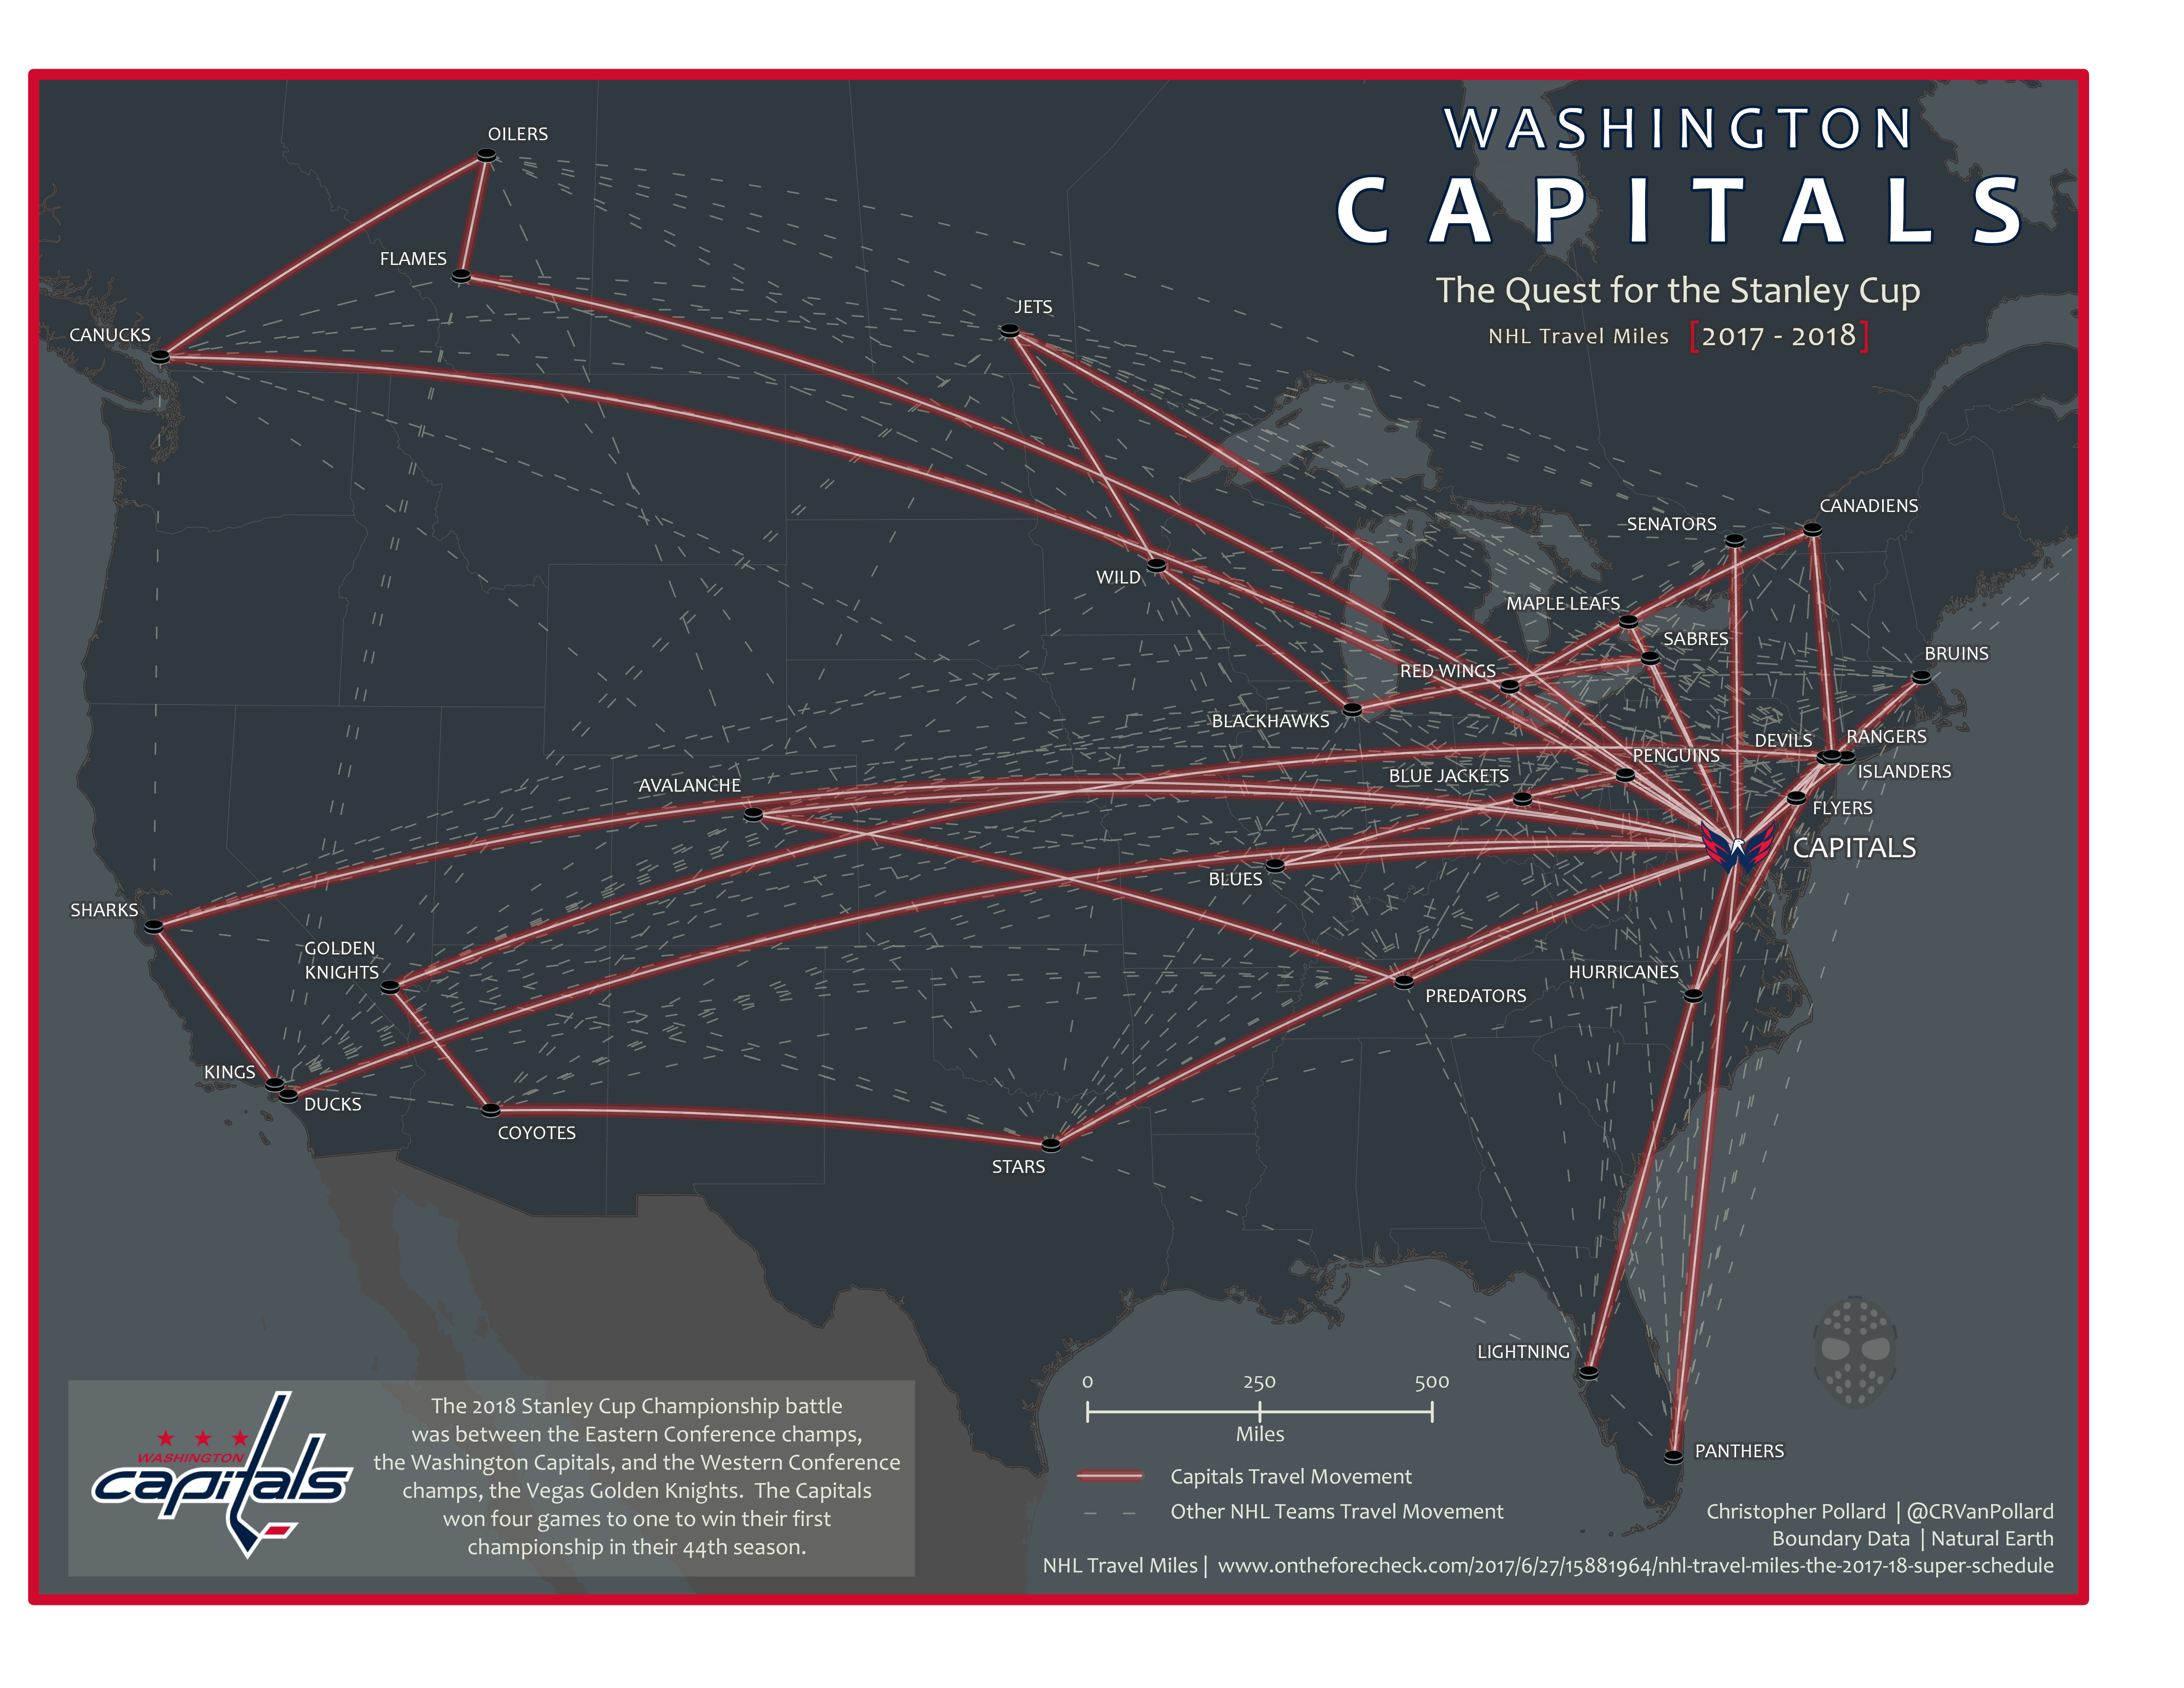 WASHINGTON
CAPITALS
The Quest for the Stanley Cup
NHL Travel Miles [2017 - 2018]
OILERS
FLAMES
JETS
CANUCKS
CANADIENS
SENATORS
WILD
MAPLE LEAFS
SABRES
BRUINS
RED WINGS
BLACKHAWKS
DEVILS
RANGERS
PENGUINS
ISLANDERS
BLUE JACKETS
AVALANCHE
FLYERS
CAPITALS
BLUES
SHARKS
GOLDEN
KNIGHTS
HURRICANES
PREDATORS
KINGS
DUCKS
COYOTES
STARS
LIGHTNING
PANTHERS
WASHINGTON
capitals
The 2018 Stanley Cup Championship battle
was between the Eastern Conference champs,
the Washington Capitals, and the Western Conference
champs, the Vegas Golden Knights. The Capitals
won four games to one to win their first
championship in their 44th season.
0 250 500
Miles
Capitals Travel Movement
Other NHL Teams Travel Movement
Christopher Pollard | @CRVanPollard
Boundary Data | Natural Earth
NHL Travel Miles | www.ontheforecheck.com/2017/6/27/15881964/nhl-travel-miles-the-2017-18-super-schedule